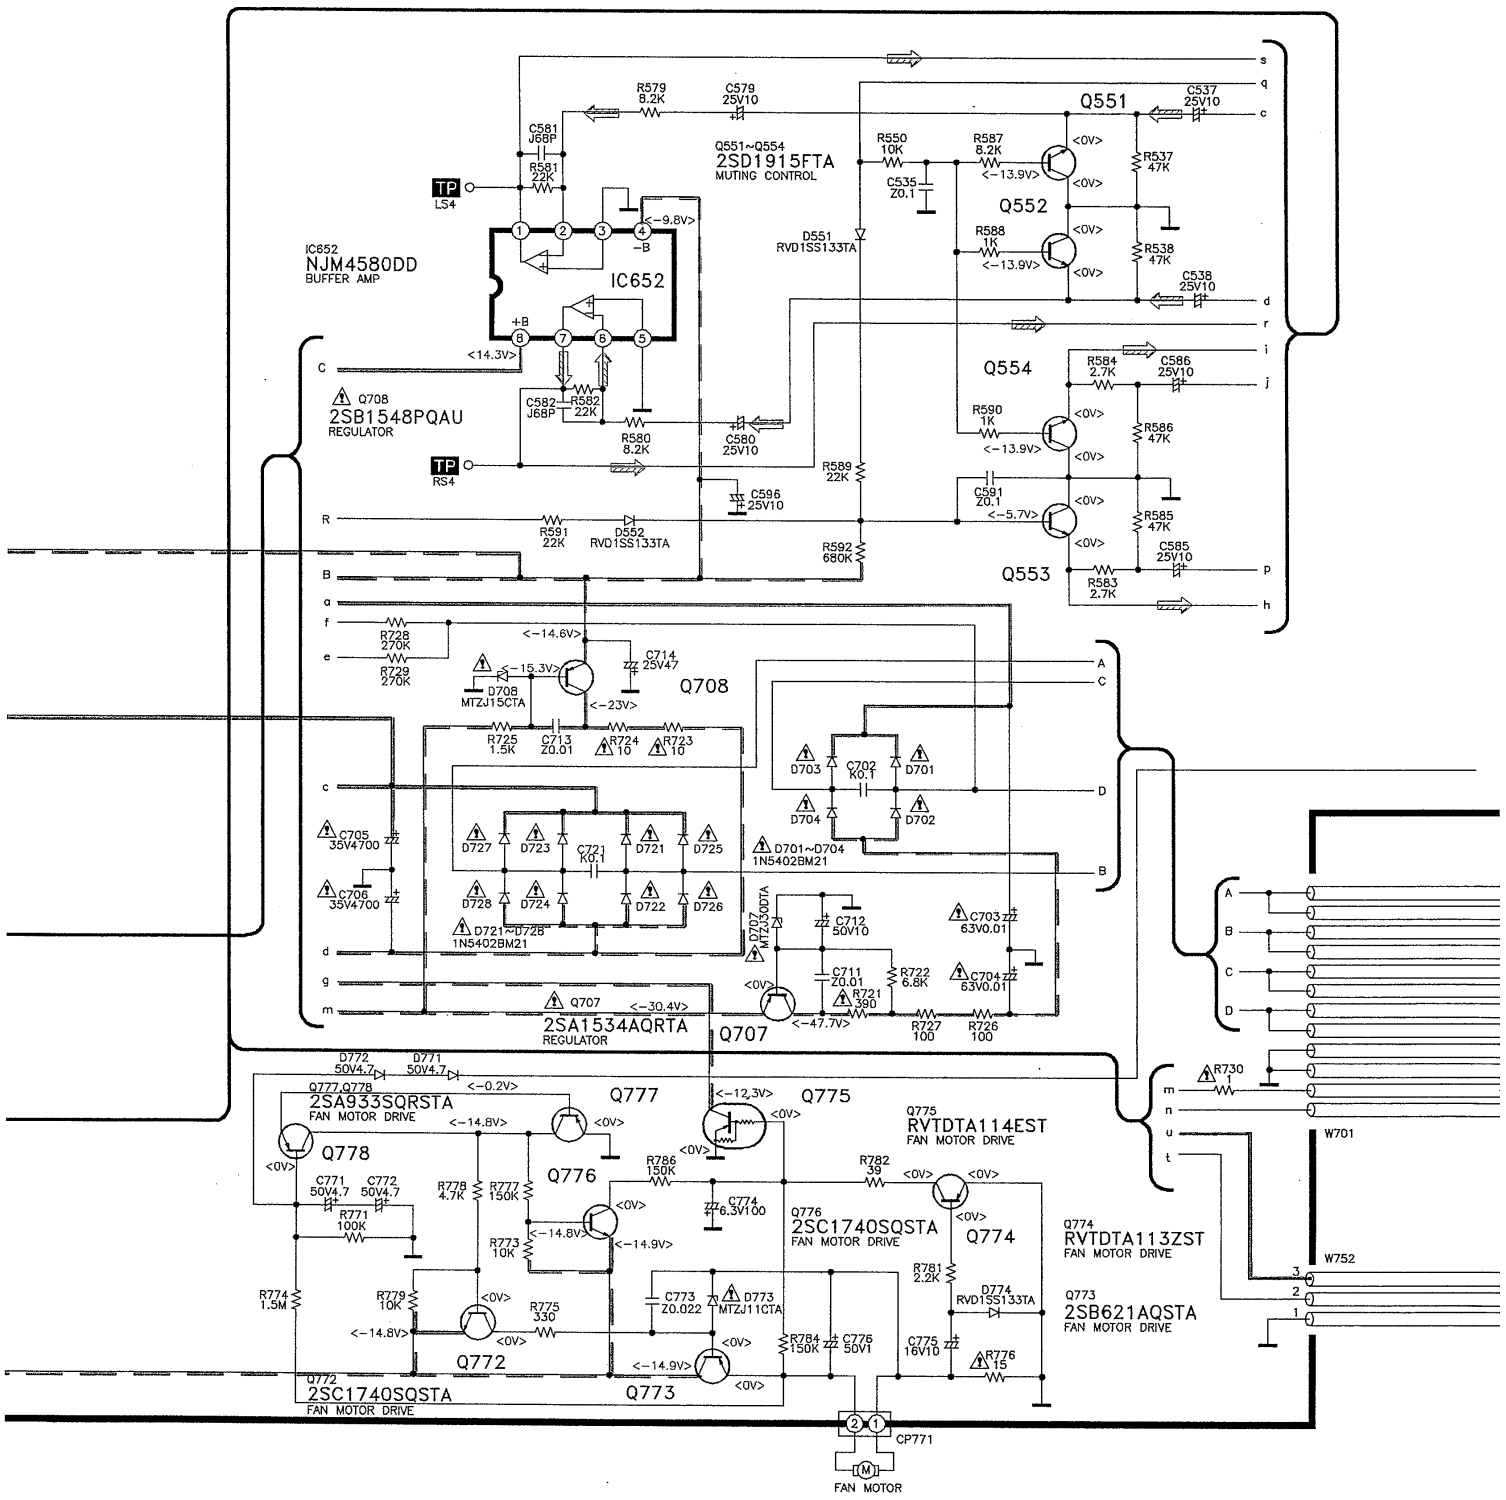 s
q
R579
8.2K
C579
25V10
Q551
C537
25V10
c
C581
J68P
R581
22K
Q551~Q554
2SD1915FTA
MUTING CONTROL
R550
10K
R587
8.2K
<0V>
R537
47K
<-13.9V>
<0V>
TP
LS4
C535
Z0.1
Q552
<-9.8V>
1
2
3
4
-B
D551
RVD1SS133TA
R588
1K
<0V>
R538
47K
<-13.9V>
<0V>
IC652
NJM4580DD
BUFFER AMP
IC652
C538
25V10
d
+B
8
7
6
5
r
<14.3V>
i
C
Q554
R584
2.7K
C586
25V10
j
Q708
2SB1548PQAU
REGULATOR
C582
J68P
R582
22K
R590
1K
<0V>
R586
47K
R580
8.2K
C580
25V10
<-13.9V>
<0V>
TP
RS4
R589
22K
C591
Z0.1
<0V>
C596
25V10
<-5.7V>
R585
47K
R
R591
22K
D552
RVD1SS133TA
<0V>
R592
680K
C585
25V10
B
Q553
R583
2.7K
p
a
h
f
R728
270K
<-14.6V>
e
R729
270K
C714
25V47
<-15.3V>
A
D708
MTZJ15CTA
Q708
C
<-23V>
R725
1.5K
C713
Z0.01
R724
10
R723
10
D703
C702
K0.1
D701
c
D
D704
D702
C705
35V4700
D727
D723
C721
K0.1
D721
D725
D701~D704
1N5402BM21
B
C706
35V4700
D728
D724
D722
D726
A
D707
MTZJ30DTA
C712
50V10
C703
63V0.01
D721~D728
1N5402BM21
B
d
C
C711
Z0.01
R722
6.8K
C704
63V0.01
g
<0V>
R721
390
D
m
Q707
2SA1534AQRTA
REGULATOR
<-30.4V>
Q707
<-47.7V>
R727
100
R726
100
D772
50V4.7
D771
50V4.7
R730
1
Q777,Q778
2SA933SQRSTA
FAN MOTOR DRIVE
<-0.2V>
Q777
<-12.3V>
Q775
m
n
<0V>
Q775
RVTDTA114EST
FAN MOTOR DRIVE
<-14.8V>
<0V>
u
W701
Q778
<0V>
<0V>
t
C771
50V4.7
C772
50V4.7
R778
4.7K
R777
150K
Q776
R786
150K
R782
39
<0V>
<0V>
R771
100K
<0V>
C774
6.3V100
Q776
2SC1740SQSTA
FAN MOTOR DRIVE
<0V>
Q774
Q774
RVTDTA113ZST
FAN MOTOR DRIVE
R773
10K
<-14.8V>
<-14.9V>
R781
2.2K
W752
R774
1.5M
R779
10K
<0V>
R775
330
C773
Z0.022
D773
MTZJ11CTA
D774
RVD1SS133TA
Q773
2SB621AQSTA
FAN MOTOR DRIVE
3
2
1
<-14.8V>
<0V>
<0V>
R784
150K
C776
50V1
C775
16V10
R776
15
Q772
<-14.9V>
Q773
<0V>
Q772
2SC1740SQSTA
FAN MOTOR DRIVE
2
1
CP771
M
FAN MOTOR